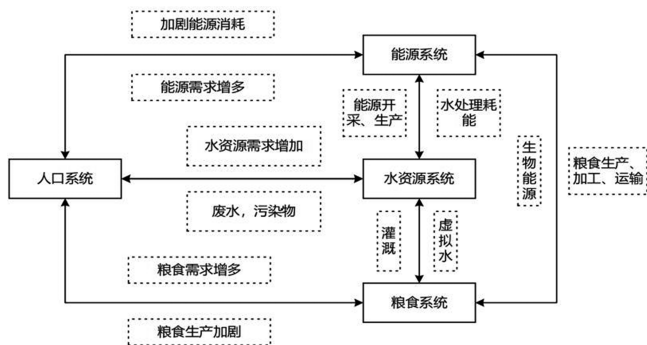 加剧能源消耗
能源系统
能源需求增多
能源开
采、生产
水处理耗
能
水资源需求增加
生物能源
粮食生产、
加工、运输
人口系统
水资源系统
废水，污染物
灌溉
虚拟水
粮食需求增多
粮食系统
粮食生产加剧